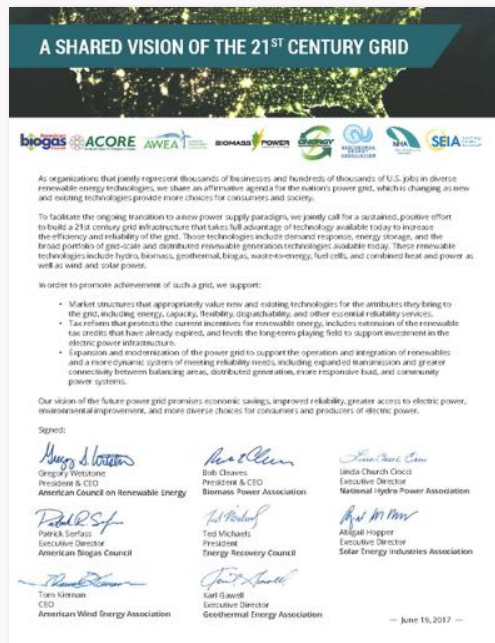 A SHARED VISION OF THE 21ST CENTURY GRID
American
biogas ACORE AWEA BIOMASS POWER ENERGY NHA SEIA
As organizations that jointly represent thousands of businesses and hundreds of thousands of U.S. jobs in diverse
renewable energy technologies, we share an affirmative agenda for the nation's power grid, which is changing as new
and existing technologies provide more choices for consumers and society.
To facilitate the ongoing transition to a new power supply paradigm, we jointly call for a sustained, positive effort
to build a 21st century grid infrastructure that takes full advantage of technology available today to increase
the efficiency and reliability of the grid. Those technologies include demand response, energy storage, and the
broad portfolio of grid-scale and distributed renewable generation technologies available today. These renewable
technologies include hydro, biomass, geothermal, biogas, waste-to-energy, fuel cells, and combined heat and power as
well as wind and solar power.
In order to promote achievement of such a grid, we support:
• Market structures that appropriately value new and existing technologies for the attributes they bring to
the grid, including energy, capacity, flexibility, dispatchability, and other essential reliability services.
• Tax reform that protects the current incentives for renewable energy, includes extension of the renewable
tax credits that have already expired, and levels the long-term playing field to support investment in the
electric power infrastructure.
• Expansion and modernization of the power grid to support the operation and integration of renewables
and a more dynamic system of meeting reliability needs, including expanded transmission and greater
connectivity between balancing areas, distributed generation, more responsive load, and community
power systems.
Our vision of the future power grid promises economic savings, improved reliability, greater access to electric power,
environmental improvement, and more diverse choices for consumers and producers of electric power.
Signed:
Gregory Wetstone
President & CEO
American Council on Renewable Energy
Bob Cleaves
President & CEO
Biomass Power Association
Linda Church Ciocci
Executive Director
National Hydro Power Association
Patrick Serfass
Executive Director
American Biogas Council
Ted Michaels
President
Energy Recovery Council
Abigail Hopper
Executive Director
Solar Energy Industries Association
Tom Kiernan
CEO
American Wind Energy Association
Karl Gawell
Executive Director
Geothermal Energy Association
— June 19, 2017 —